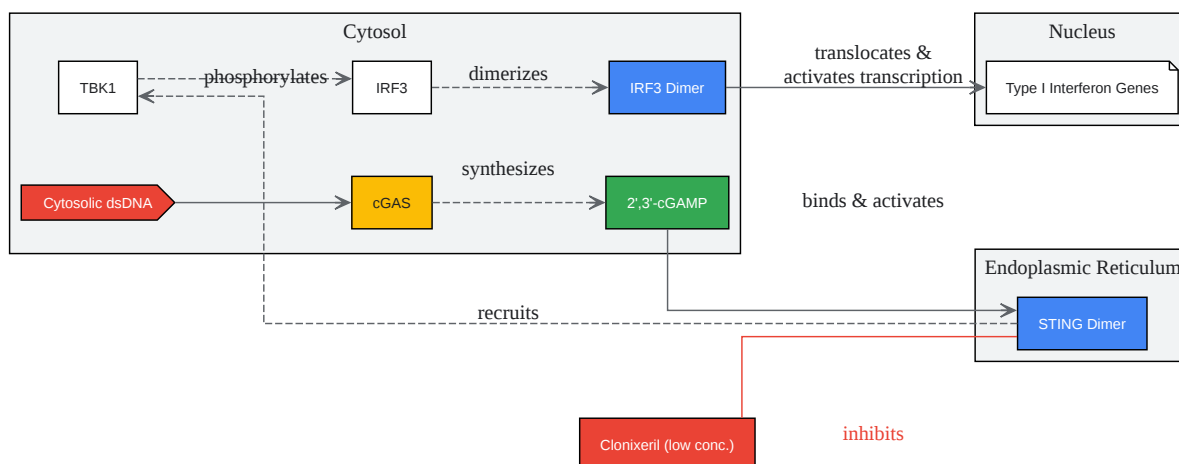 Cytosol
Nucleus
translocates &
activates transcription
TBK1
phosphorylates
IRF3
dimerizes
IRF3 Dimer
Type I Interferon Genes
synthesizes
Cytosolic dsDNA
cGAS
2',3'-cGAMP
binds & activates
Endoplasmic Reticulum
recruits
STING Dimer
Clonixeril (low conc.)
inhibits